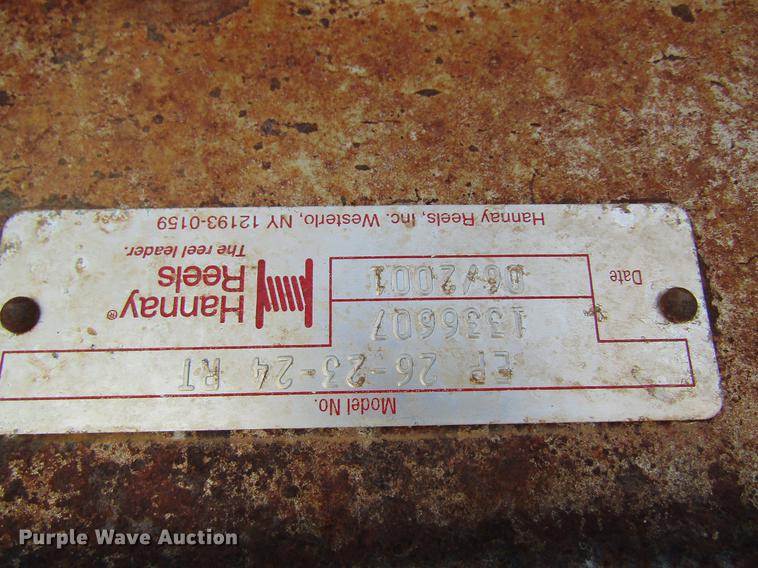 Model No.
EP 26-23-24 RT
1336607
Hannay®
Reels
The reel leader.
Date
06/2001
Hannay Reels, inc. Westerlo, NY 12193-0159
Purple Wave Auction